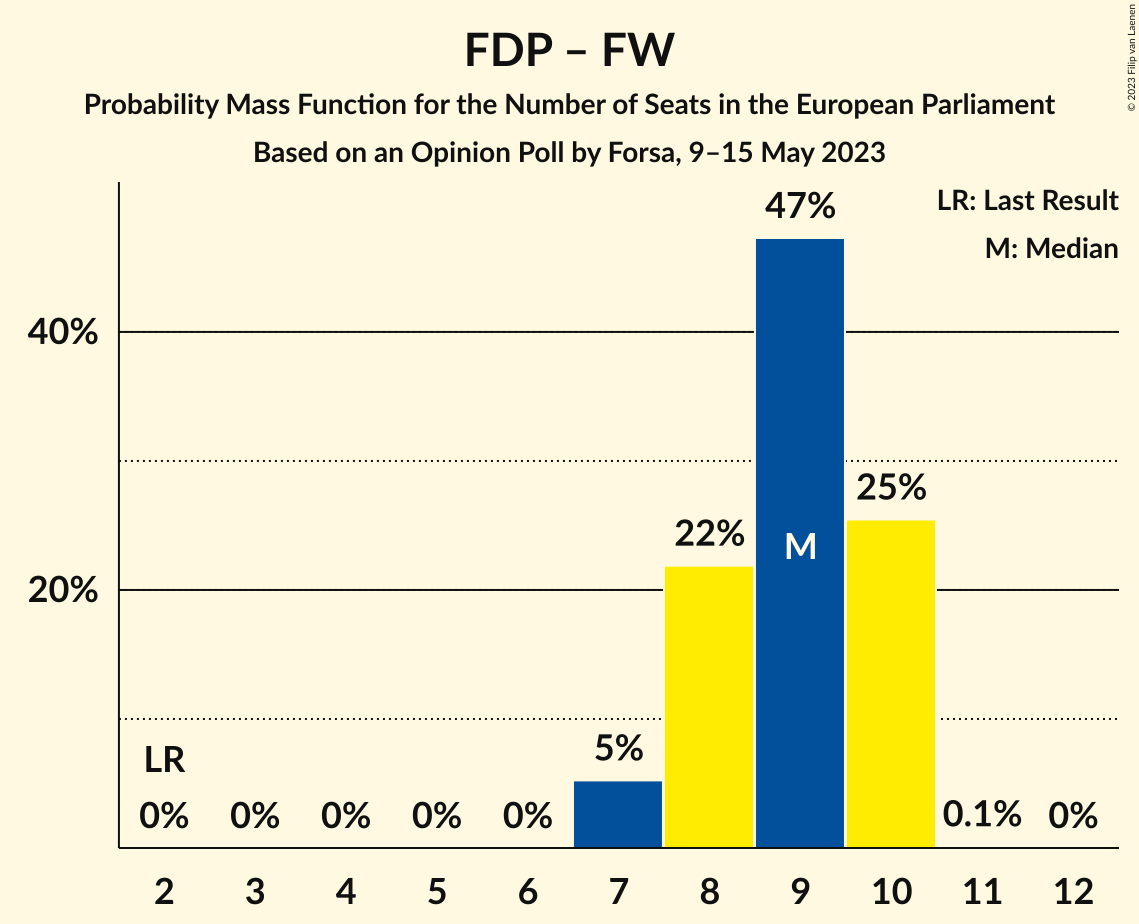 FDP – FW
Probability Mass Function for the Number of Seats in the European Parliament
Based on an Opinion Poll by Forsa, 9–15 May 2023
© 2023 Filip van Laenen
LR: Last Result
M: Median
47%
40%
25%
22%
M
20%
5%
LR
0% 0% 0% 0% 0% 0.1% 0%
2 3 4 5 6 7 8 9 10 11 12